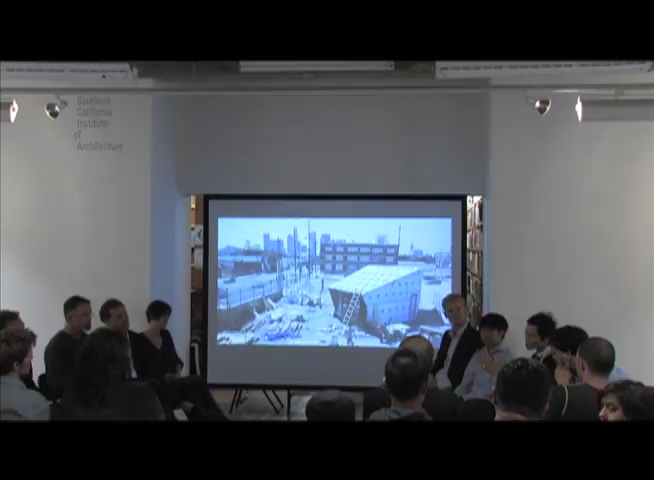 Southern
California
Institute
of
Architecture